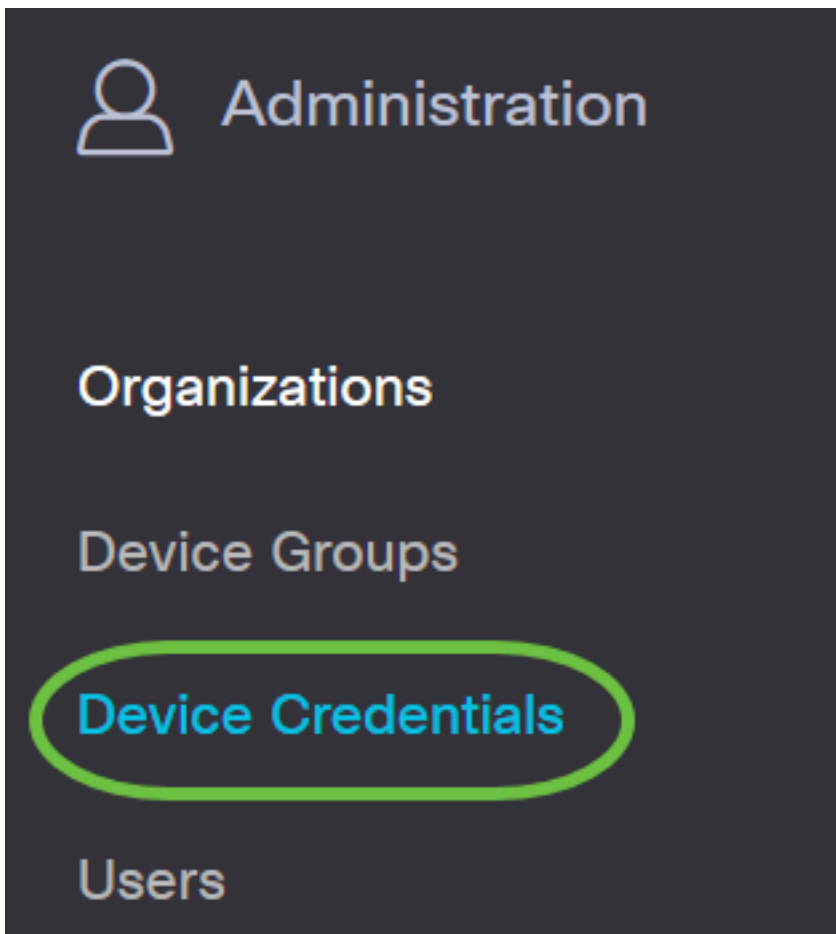 Administration
Organizations
Device Groups
Device Credentials
Users